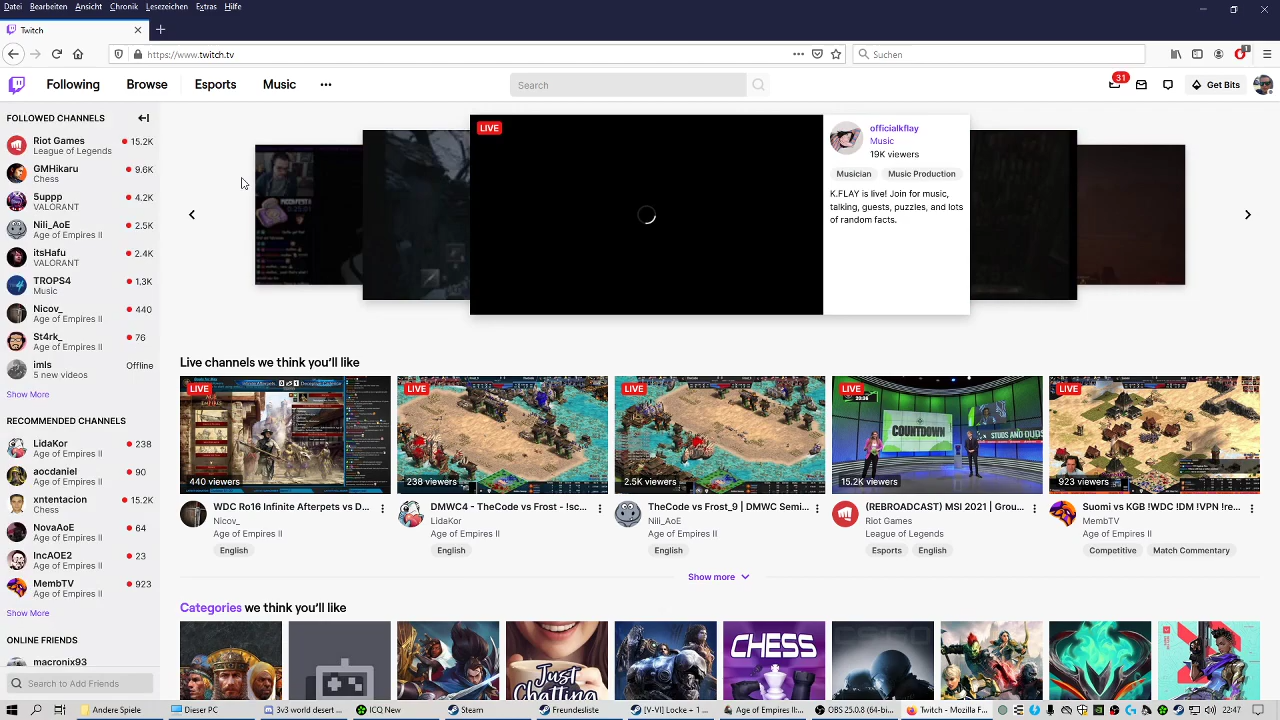 Datei Bearbeiten Ansicht Chronik Lesezeichen Extras Hilfe
Twitch
https://www.twitch.tv
Suchen
1
Following Browse Esports Music
Search
31
Get Bits
FOLLOWED CHANNELS
Riot Games 15.2K
League of Legends
GMHikaru 9.6K
Chess
5uppp 4.2K
VALORANT
Nili_AoE 2.5K
Age of Empires II
itsHafu 2.4K
VALORANT
TROPS4 1.3K
Music
Nicov_ 440
Age of Empires II
St4rk_ 76
Age of Empires II
imls Offline
5 new videos
Show More
RECOMMENDED CHANNELS
LidaKor 238
Age of Empires II
aocdaniel 90
Age of Empires II
xntentacion 15.2K
Chess
NovaAoE 64
Age of Empires II
IncAOE2 23
Age of Empires II
MembTV 923
Age of Empires II
Show More
ONLINE FRIENDS
macronix93
Search to Add Friends
LIVE
officialkflay
Music
19K viewers
Musician Music Production
K.FLAY is live! Join for music,
talking, guests, puzzles, and lots
of random facts.
Live channels we think you'll like
LIVE
440 viewers
WDC Ro16 Infinite Afterpets vs D...
Nicov_
Age of Empires II
English
LIVE
238 viewers
DMWC4 - TheCode vs Frost - !sc...
LidaKor
Age of Empires II
English
LIVE
viewers
TheCode vs Frost_9 | DMWC Semi...
Nili_AoE
Age of Empires II
English
LIVE
COUNTDOWN
STUDS AND DUDS
15.2K viewers
(REBROADCAST) MSI 2021 | Grou...
Riot Games
League of Legends
Esports English
LIVE
923 viewers
Suomi vs KGB !WDC !DM !VPN !re...
MembTV
Age of Empires II
Competitive Match Commentary
Show more
Categories we think you'll like
Just
Chatting
CHESS
Andere Spiele
Dieser PC
3v3 world desert ...
ICQ New
Steam
Freundesliste
[V-VI] Locke ÷ 1 ...
Age of Empires II:...
OBS 25.0.8 (64-bi...
Twitch - Mozilla F...
22:47